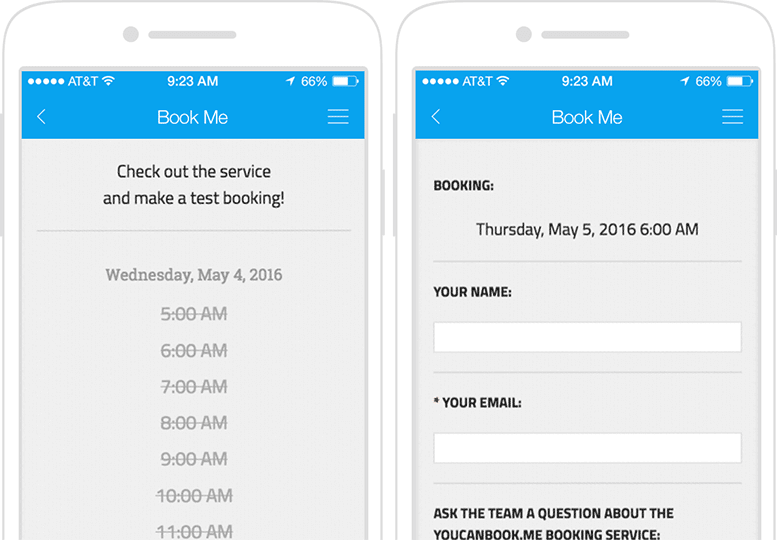 AT&T 9:23 AM 66%
Book Me
Check out the service
and make a test booking!
Wednesday, May 4, 2016
5:00 AM
6:00 AM
7:00 AM
8:00 AM
9:00 AM
10:00 AM
11:00 AM
AT&T 9:23 AM 66%
Book Me
BOOKING:
Thursday, May 5, 2016 6:00 AM
YOUR NAME:
* YOUR EMAIL:
ASK THE TEAM A QUESTION ABOUT THE
YOUCANBOOK.ME BOOKING SERVICE: